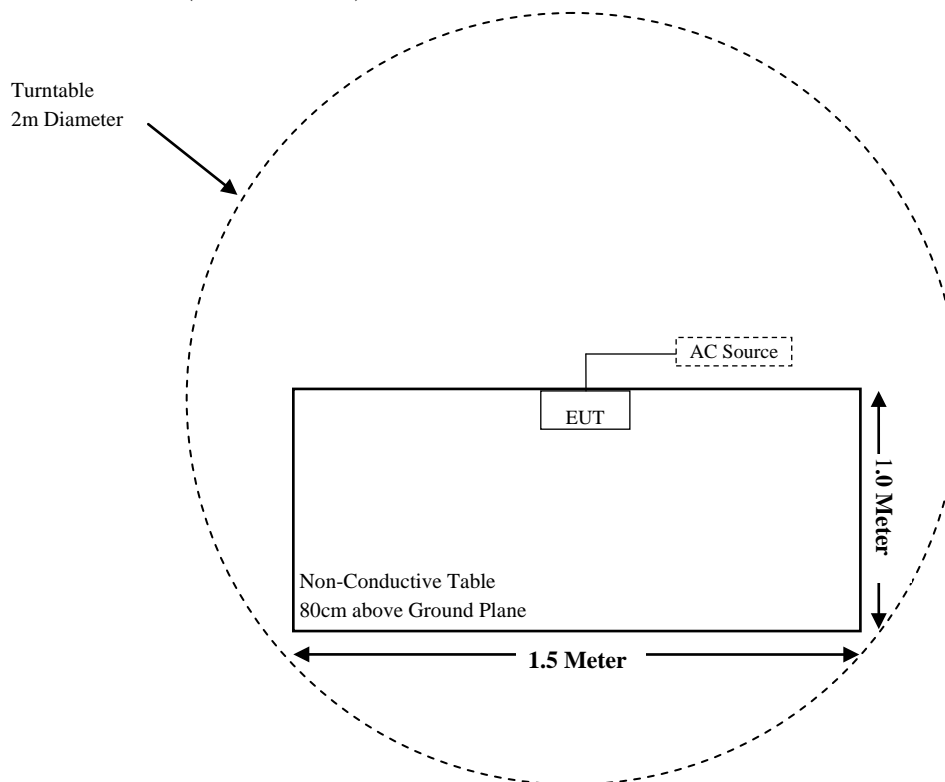 Turntable
2m Diameter
AC Source
EUT
1.0 Meter
Non-Conductive Table
80cm above Ground Plane
1.5 Meter